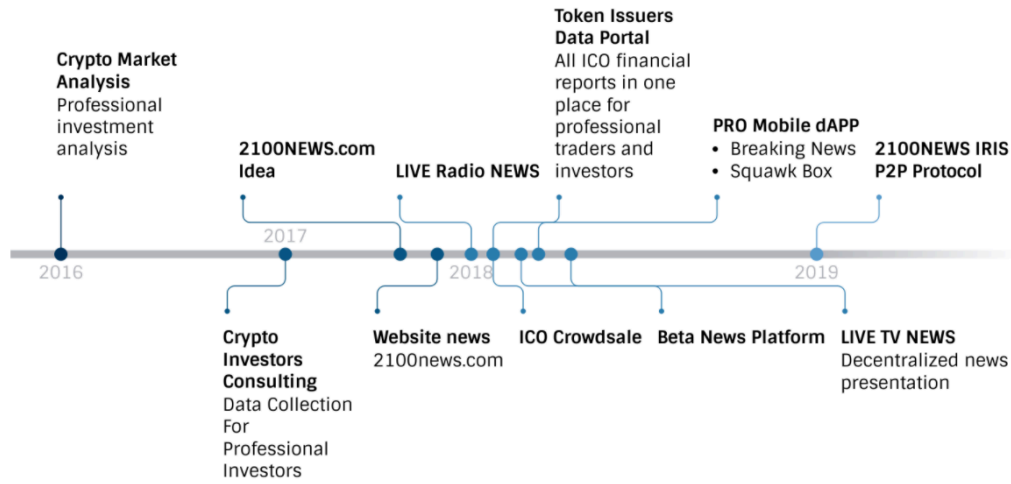 Crypto Market
Analysis
Professional
investment
analysis
2100NEWS.com
Idea
LIVE Radio NEWS
Token Issuers
Data Portal
All ICO financial
reports in one
place for
professional
traders and
investors
PRO Mobile dAPP
• Breaking News
• Squawk Box
2100NEWS IRIS
P2P Protocol
2016
2017
2018
2019
Crypto
Investors
Consulting
Data Collection
For
Professional
Investors
Website news
2100news.com
ICO Crowdsale
Beta News Platform
LIVE TV NEWS
Decentralized news
presentation